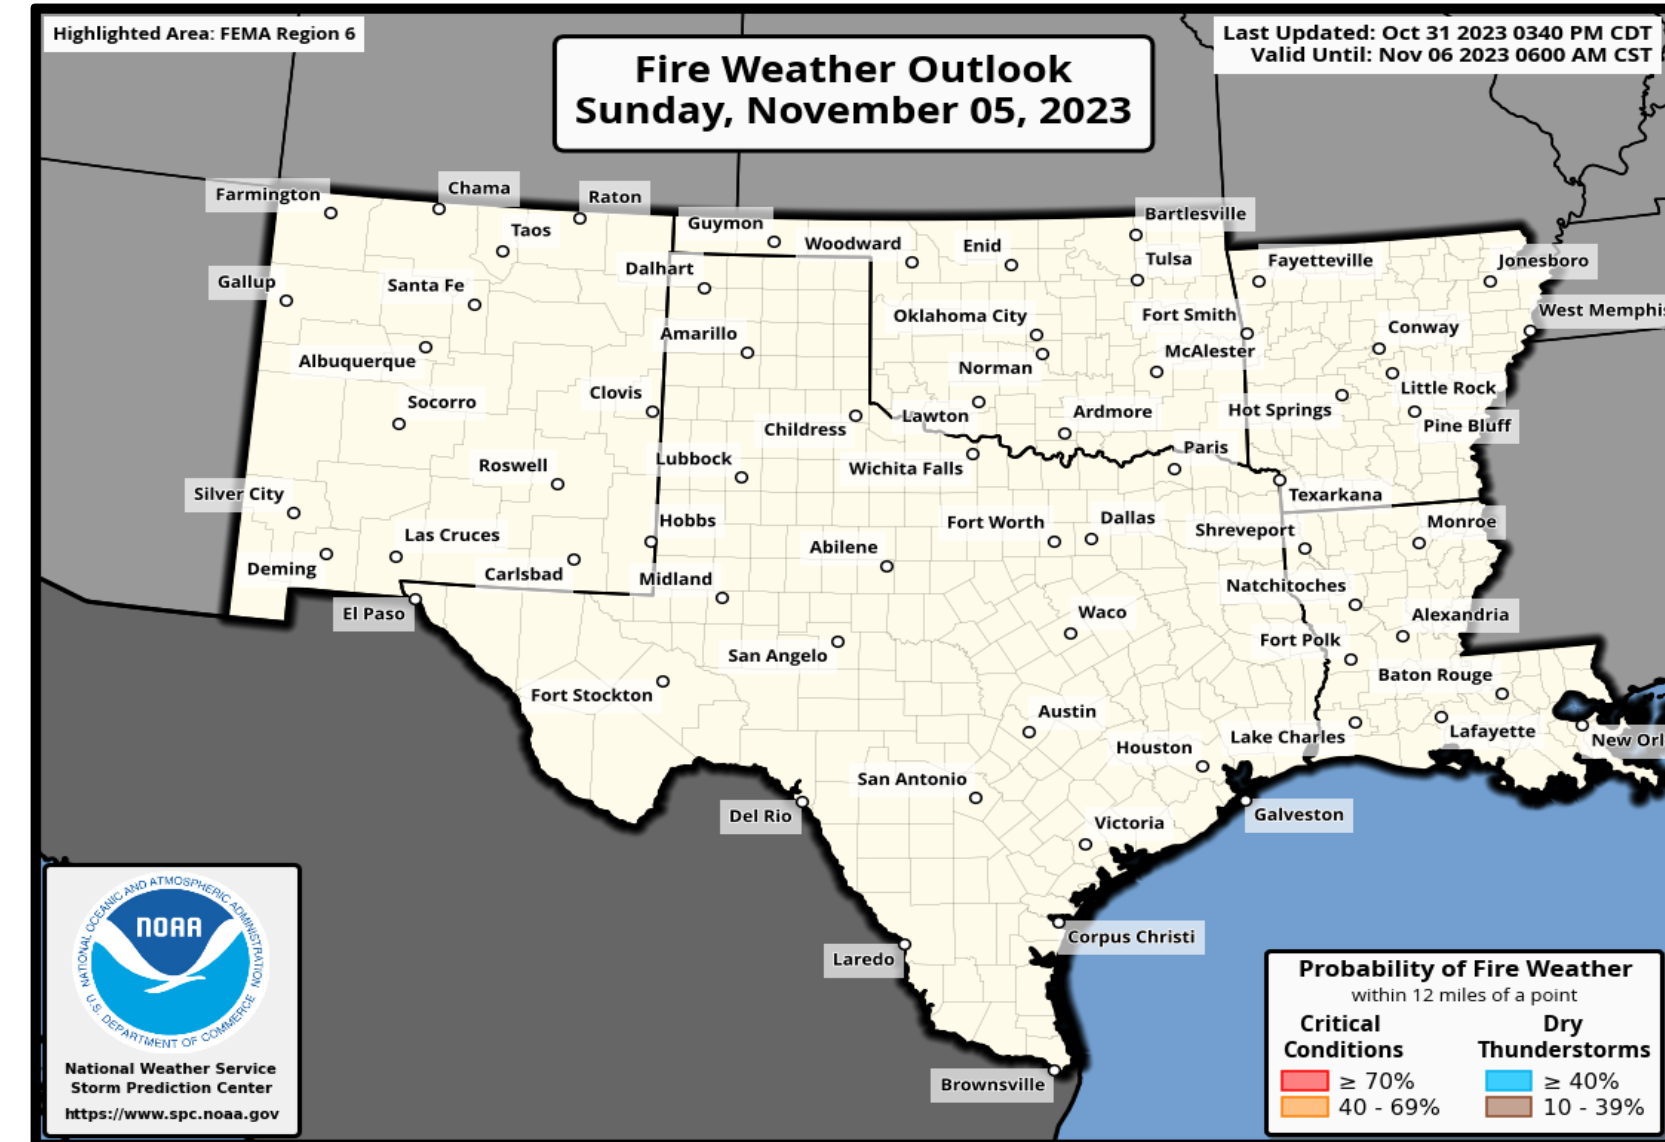 Highlighted Area: FEMA Region 6
Last Updated: Oct 31 2023 0340 PM CDT
Valid Until: Nov 06 2023 0600 AM CST
Fire Weather Outlook
Sunday, November 05, 2023
Farmington
Chama
Raton
Taos
Guymon
Woodward
Enid
Bartlesville
Tulsa
Fayetteville
Jonesboro
Gallup
Santa Fe
Dalhart
Oklahoma City
Fort Smith
West Memphis
Albuquerque
Amarillo
Norman
McAlester
Conway
Socorro
Clovis
Childress
Lawton
Ardmore
Hot Springs
Little Rock
Pine Bluff
Roswell
Lubbock
Wichita Falls
Paris
Silver City
Texarkana
Las Cruces
Hobbs
Fort Worth
Dallas
Shreveport
Monroe
Deming
Carlsbad
Midland
Abilene
Natchitoches
El Paso
Waco
Alexandria
San Angelo
Fort Polk
Fort Stockton
Baton Rouge
Austin
Houston
Lake Charles
Lafayette
New Orl
San Antonio
Del Rio
Victoria
Galveston
Corpus Christi
Laredo
Brownsville
NATIONAL OCEANIC AND ATMOSPHERIC ADMINISTRATION
NOAA
U.S. DEPARTMENT OF COMMERCE
National Weather Service
Storm Prediction Center
https://www.spc.noaa.gov
Probability of Fire Weather
within 12 miles of a point
Critical Conditions
≥ 70%
40 - 69%
Dry Thunderstorms
≥ 40%
10 - 39%